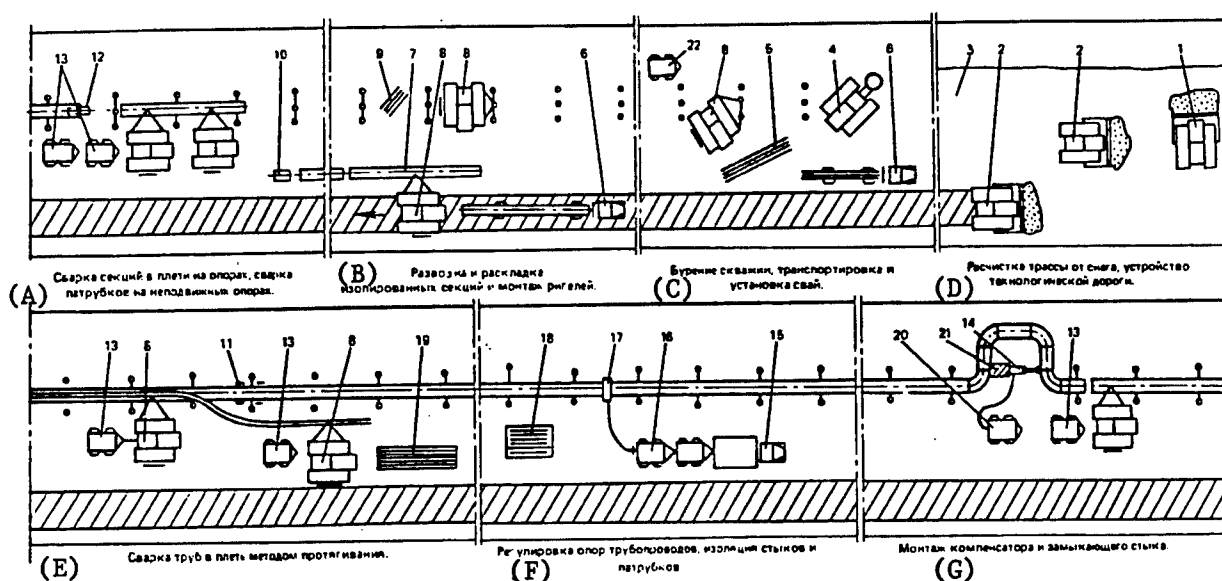 13 12 10 9 7 8 8 6 22 8 5 4 6 3 2 2 1
2
(A) Сварка секций в плети на опорах, сварка
патрубков на неподвижных опорах.
(B) Развозка и раскладка
изолированных секций и монтаж ригелей.
(C) Бурение скважин, транспортировка и
установка свай.
(D) Расчистка трассы от снега, устройство
технологической дороги.
13 5 11 13 8 19 18 17 16 15 20 21 14 13
(E) Сварка труб в плеть методом протягивания.
(F) Регулировка опор трубопроводов, изоляция стыков и
патрубков
(G) Монтаж компенсатора и замыкающего стыка.